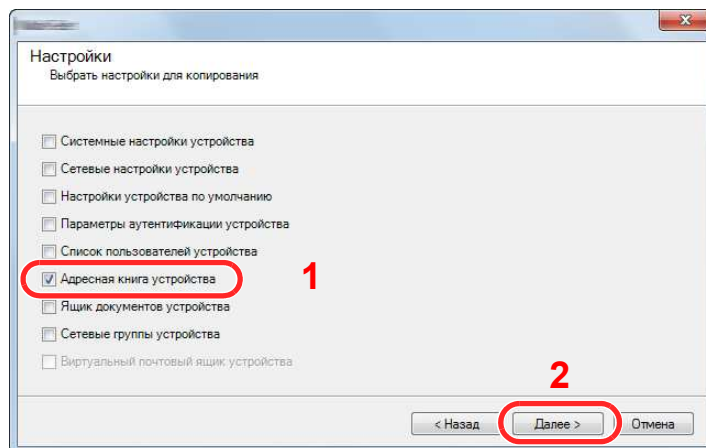 Настройки
Выбрать настройки для копирования
Системные настройки устройства
Сетевые настройки устройства
Настройки устройства по умолчанию
Параметры аутентификации устройства
Список пользователей устройства
Адресная книга устройства 1
Ящик документов устройства
Сетевые группы устройства
Виртуальный почтовый ящик устройства
2
< Назад Далее > Отмена